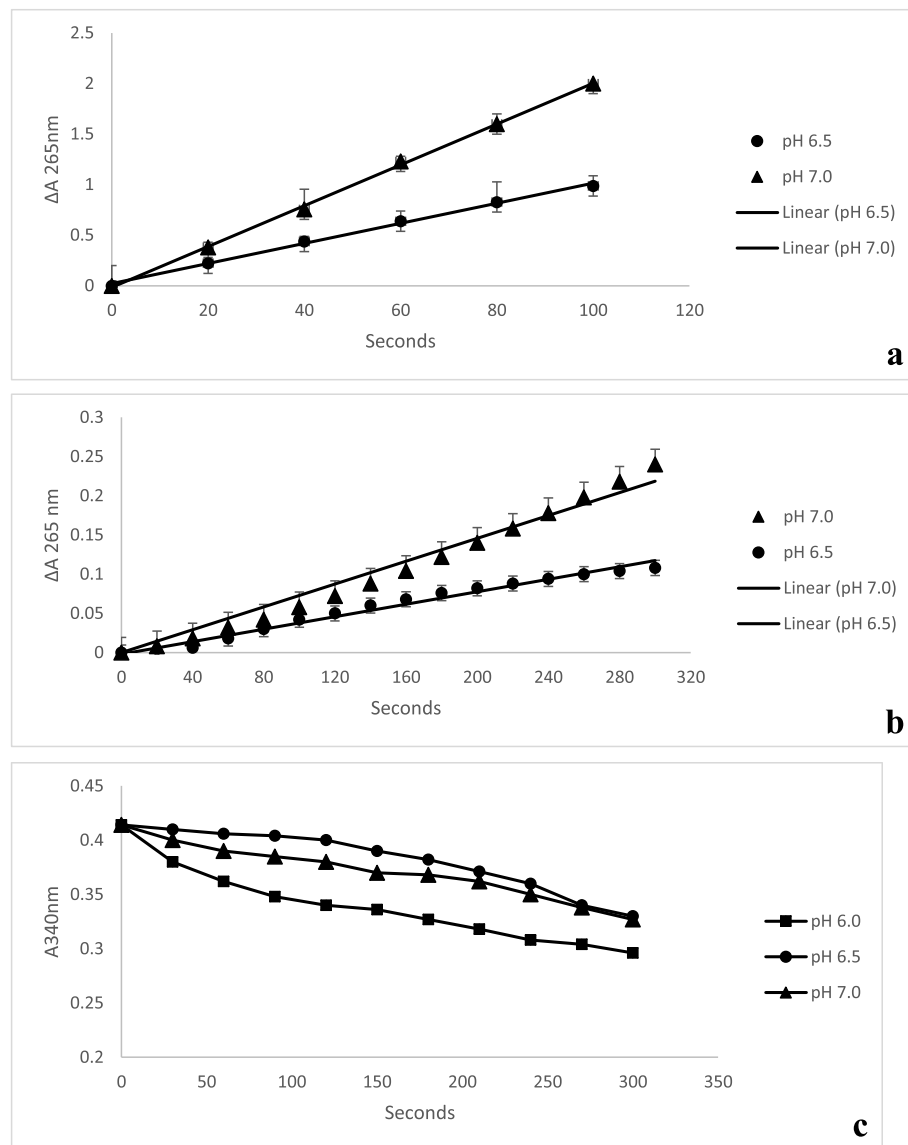 2.5
2
1.5
1
0.5
0
ΔA 265nm
0 20 40 60 80 100 120
Seconds
pH 6.5
pH 7.0
Linear (pH 6.5)
Linear (pH 7.0)
a
0.3
0.25
0.2
0.15
0.1
0.05
0
ΔA 265 nm
0 40 80 120 160 200 240 280 320
Seconds
pH 7.0
pH 6.5
Linear (pH 7.0)
Linear (pH 6.5)
b
0.45
0.4
0.35
0.3
0.25
0.2
A340nm
0 50 100 150 200 250 300 350
Seconds
pH 6.0
pH 6.5
pH 7.0
c